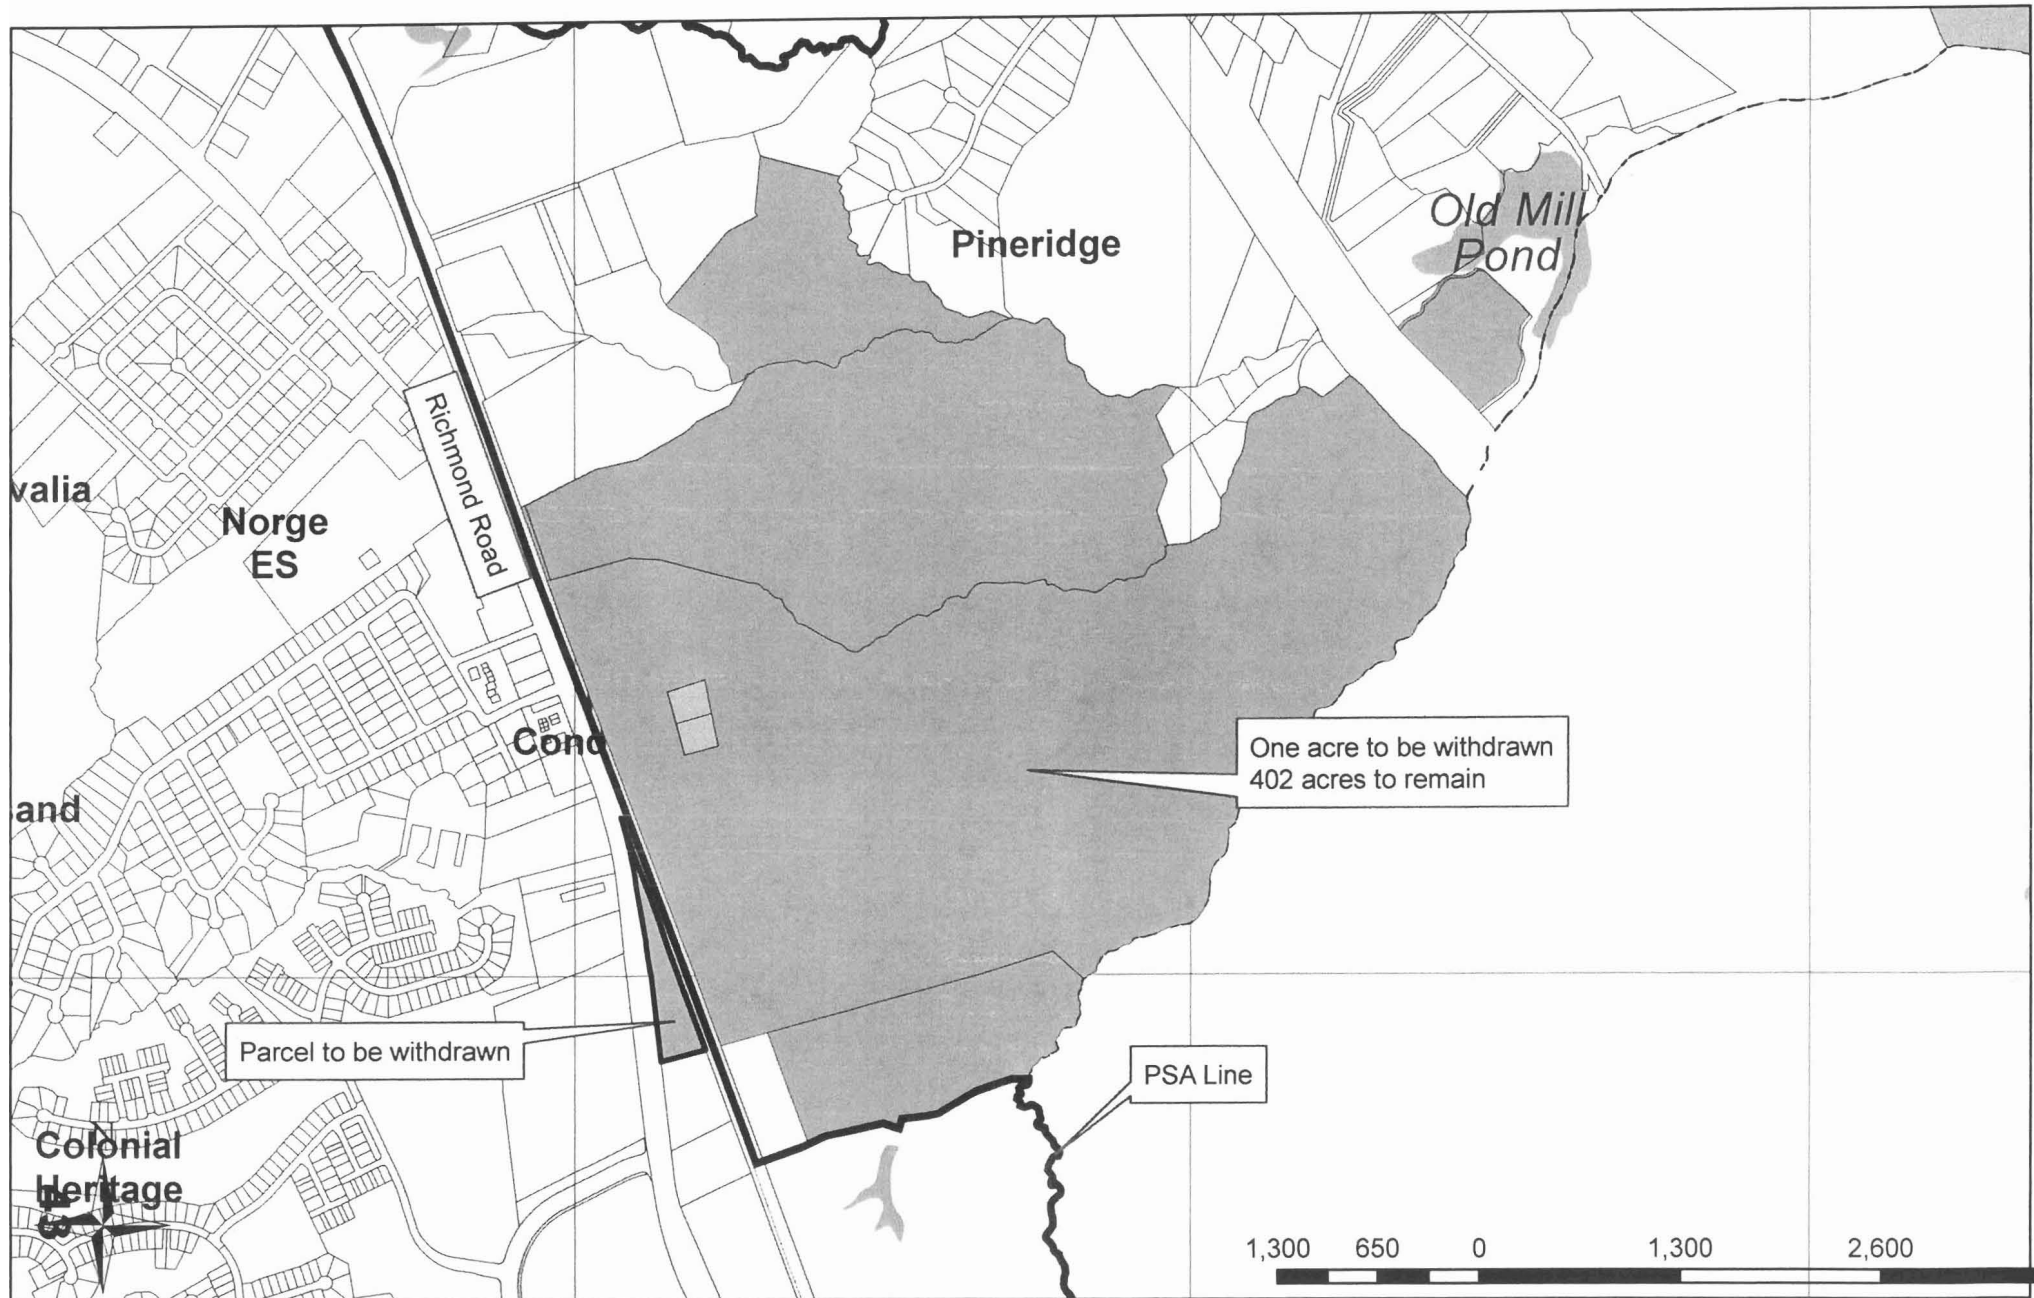 Old Mill
Pond
Pineridge
Richmond Road
valia
Norge
ES
Cond
One acre to be withdrawn
402 acres to remain
and
Parcel to be withdrawn
PSA Line
Colonial
Heritage
1,300 650 0 1,300 2,600